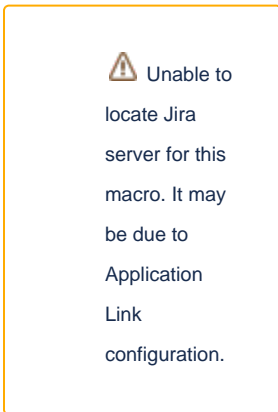 Unable to
locate Jira
server for this
macro. It may
be due to
Application
Link
configuration.